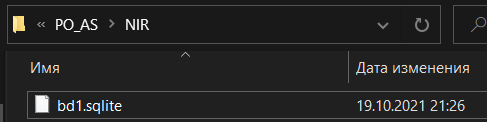 « PO_AS > NIR
Имя Дата изменения
bd1.sqlite 19.10.2021 21:26